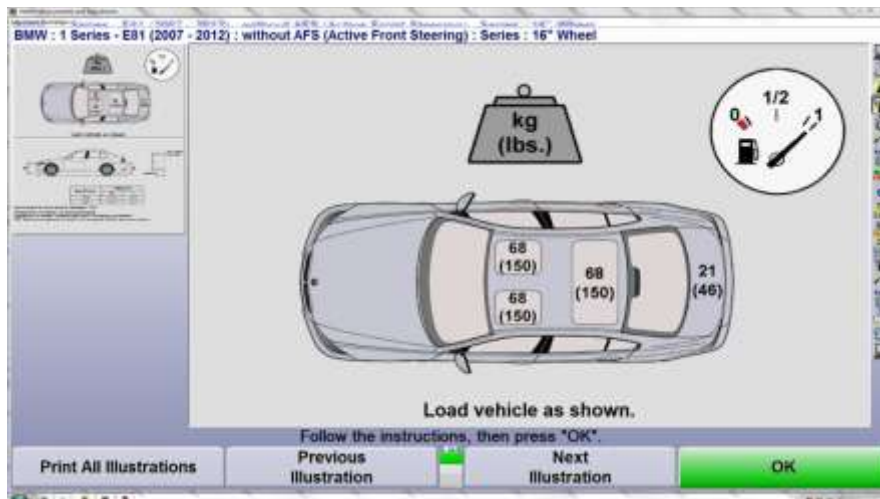 BMW : 1 Series - E81 (2007 - 2012) : without AFS (Active Front Steering) : Series : 16" Wheel
kg
(lbs.)
0
1/2
1
68
(150)
68
(150)
68
(150)
21
(46)
Load vehicle as shown.
Follow the instructions, then press "OK".
Print All Illustrations
Previous
Illustration
Next
Illustration
OK